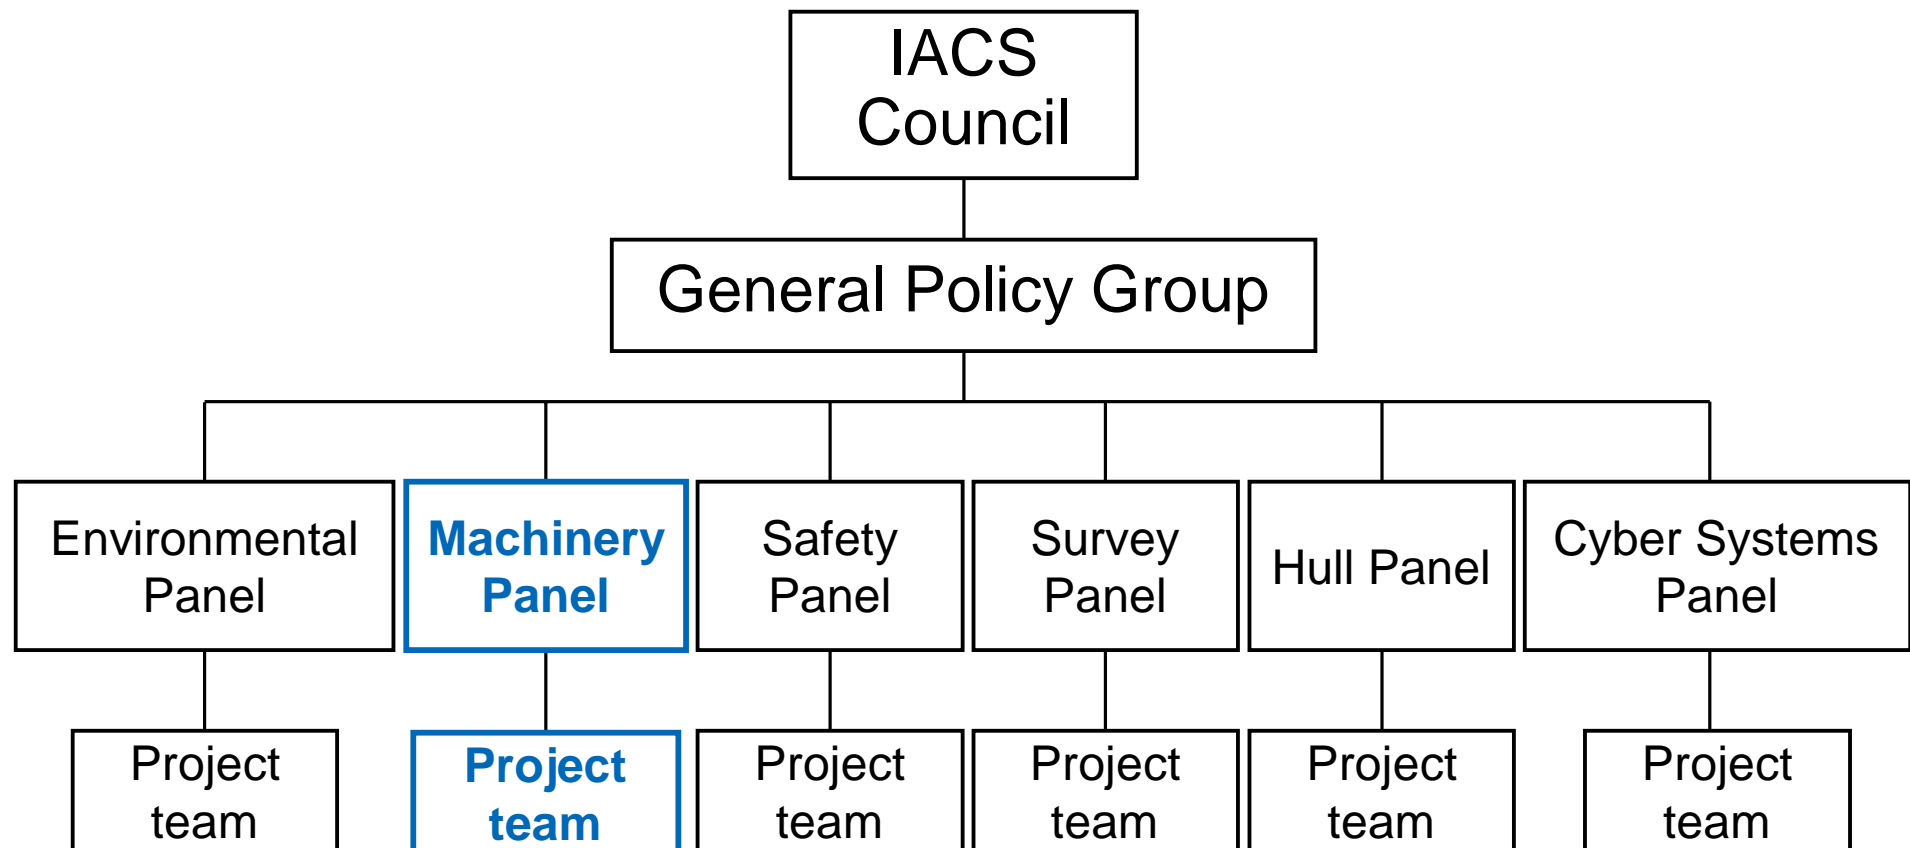 IACS
Council
General Policy Group
Environmental
Panel
Machinery
Panel
Safety
Panel
Survey
Panel
Hull Panel
Cyber Systems
Panel
Project
team
Project
team
Project
team
Project
team
Project
team
Project
team